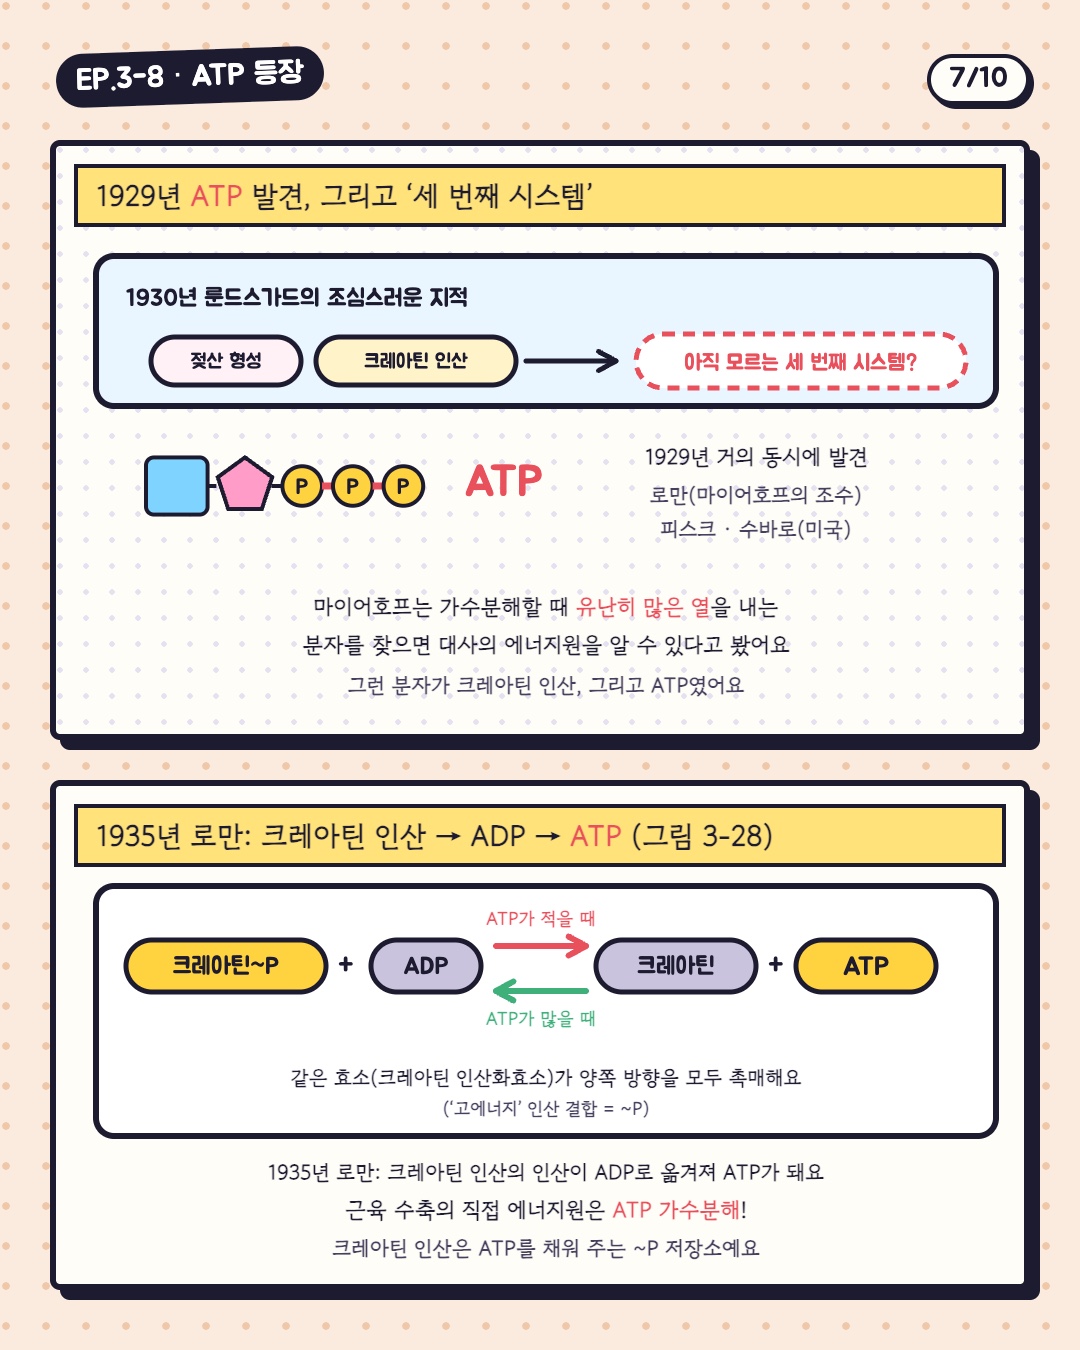 EP.3-8 · ATP 등장
7/10
1929년 ATP 발견, 그리고 ‘세 번째 시스템’
1930년 룬드스가드의 조심스러운 지적
젖산 형성
크레아틴 인산
아직 모르는 세 번째 시스템?
P P P
ATP
1929년 거의 동시에 발견
로만(마이어호프의 조수)
피스크 · 수바로(미국)
마이어호프는 가수분해할 때 유난히 많은 열을 내는
분자를 찾으면 대사의 에너지원을 알 수 있다고 봤어요
그런 분자가 크레아틴 인산, 그리고 ATP였어요
1935년 로만: 크레아틴 인산 → ADP → ATP (그림 3-28)
ATP가 적을 때
크레아틴~P + ADP 크레아틴 + ATP
ATP가 많을 때
같은 효소(크레아틴 인산화효소)가 양쪽 방향을 모두 촉매해요
(‘고에너지’ 인산 결합 = ~P)
1935년 로만: 크레아틴 인산의 인산이 ADP로 옮겨져 ATP가 돼요
근육 수축의 직접 에너지원은 ATP 가수분해!
크레아틴 인산은 ATP를 채워 주는 ~P 저장소예요